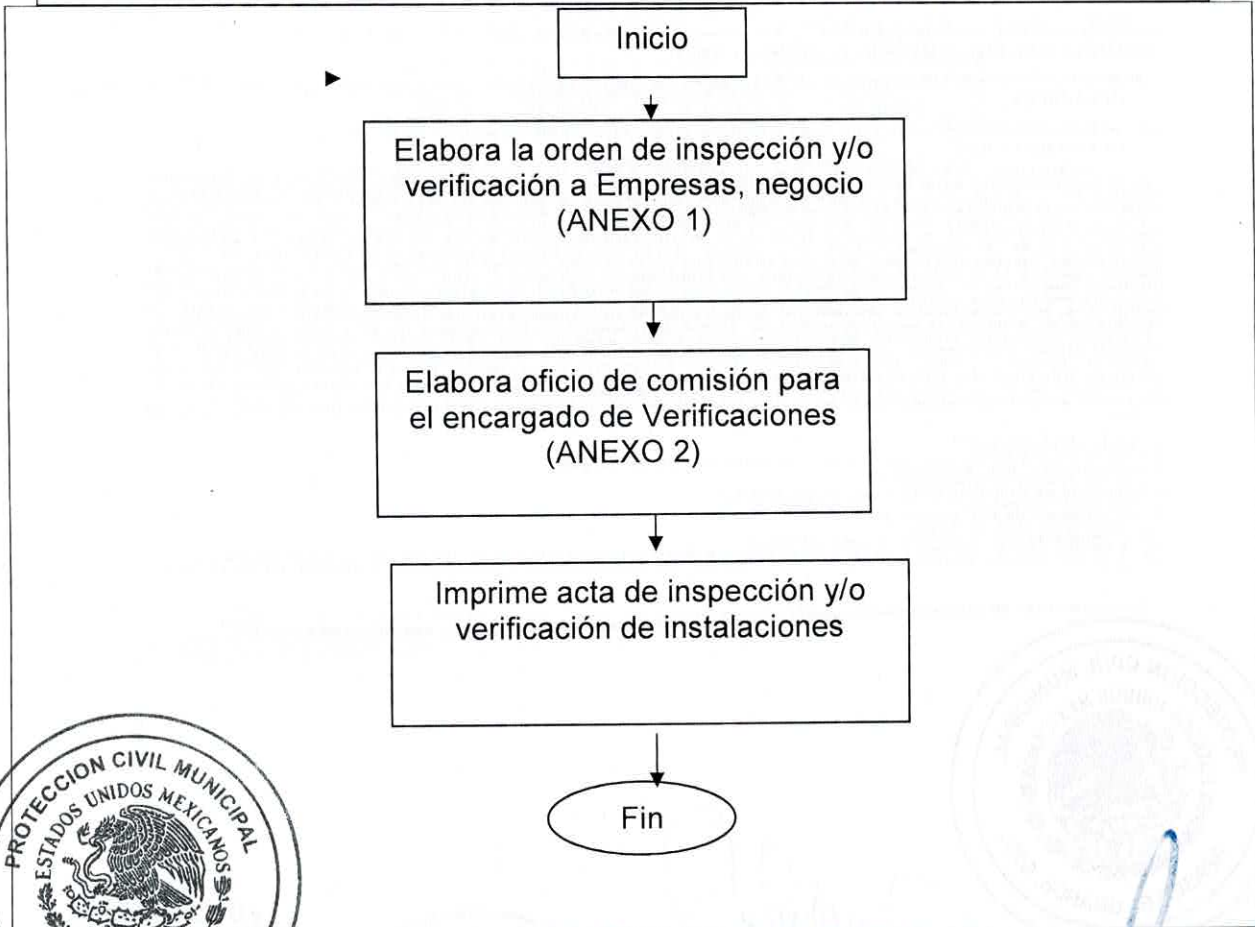 Inicio
Elabora la orden de inspección y/o
verificación a Empresas, negocio
(ANEXO 1)
Elabora oficio de comisión para
el encargado de Verificaciones
(ANEXO 2)
Imprime acta de inspección y/o
verificación de instalaciones
Fin
PROTECCION CIVIL MUNICIPAL
ESTADOS UNIDOS MEXICANOS